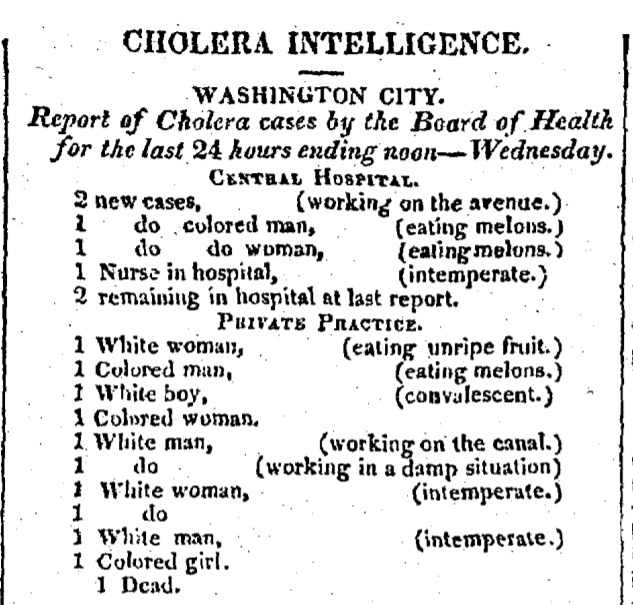 CHOLERA INTELLIGENCE.
WASHINGTON CITY.
Report of Cholera cases by the Board of Health
for the last 24 hours ending noon—Wednesday.
CENTRAL HOSPITAL.
2 new cases, (working on the avenue.)
1 do colored man, (eating melons.)
1 do do woman, (eating melons.)
1 Nurse in hospital, (intemperate.)
2 remaining in hospital at last report.
PRIVATE PRACTICE.
1 White woman, (eating unripe fruit.)
1 Colored man, (eating melons.)
1 White boy, (convalescent.)
1 Colored woman.
1 White man, (working on the canal.)
1 do (working in a damp situation)
1 White woman, (intemperate.)
1 do
1 White man, (intemperate.)
1 Colored girl.
1 Dead.